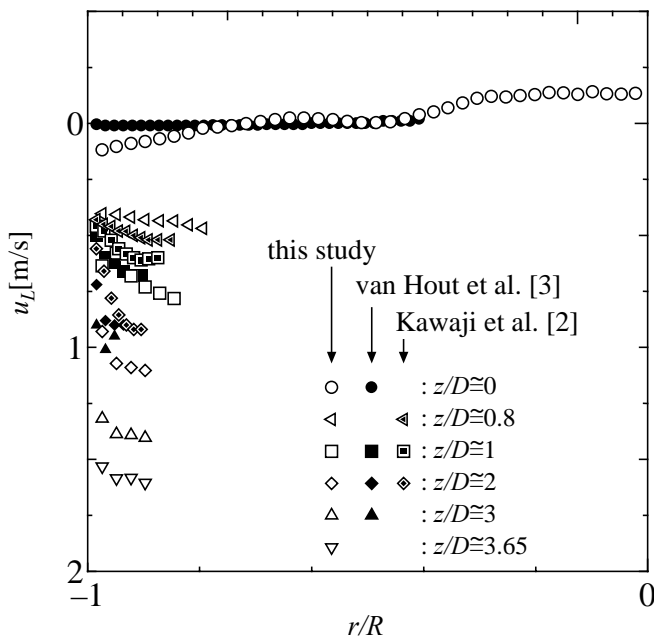 0
u_L[m/s]
this study
van Hout et al. [3]
Kawaji et al. [2]
1
: z/D≅0
: z/D≅0.8
: z/D≅1
: z/D≅2
: z/D≅3
: z/D≅3.65
2
−1
0
r/R